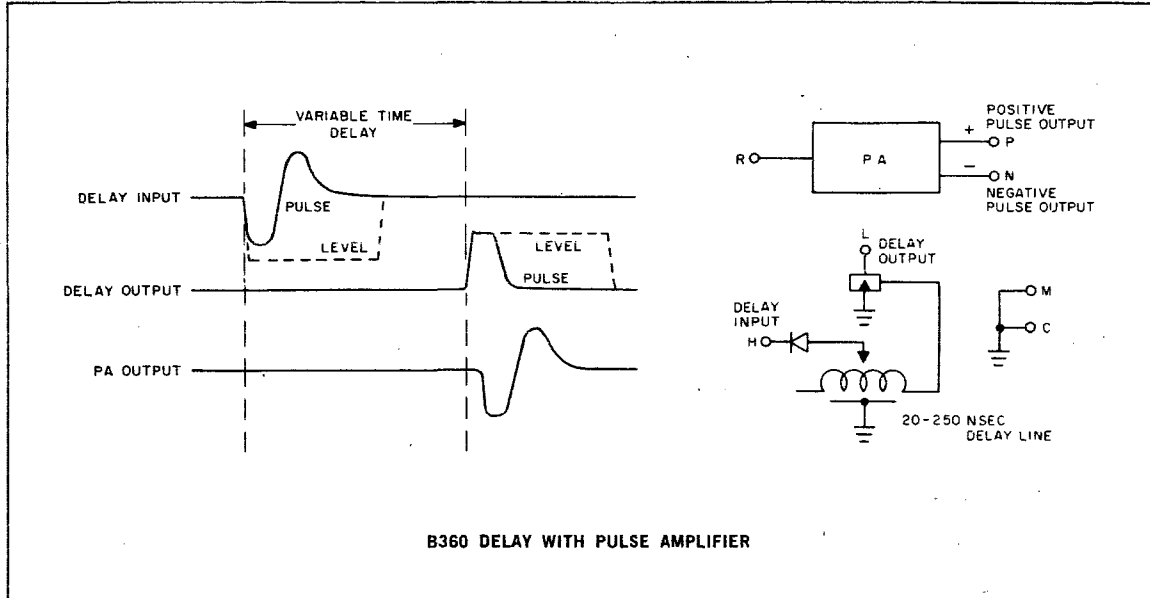 VARIABLE TIME
DELAY
DELAY INPUT
PULSE
LEVEL
DELAY OUTPUT
LEVEL
PULSE
PA OUTPUT
POSITIVE
PULSE OUTPUT
+
P
R
PA
−
N
NEGATIVE
PULSE OUTPUT
L
DELAY
OUTPUT
DELAY
INPUT
H
M
C
20-250 NSEC
DELAY LINE
B360 DELAY WITH PULSE AMPLIFIER